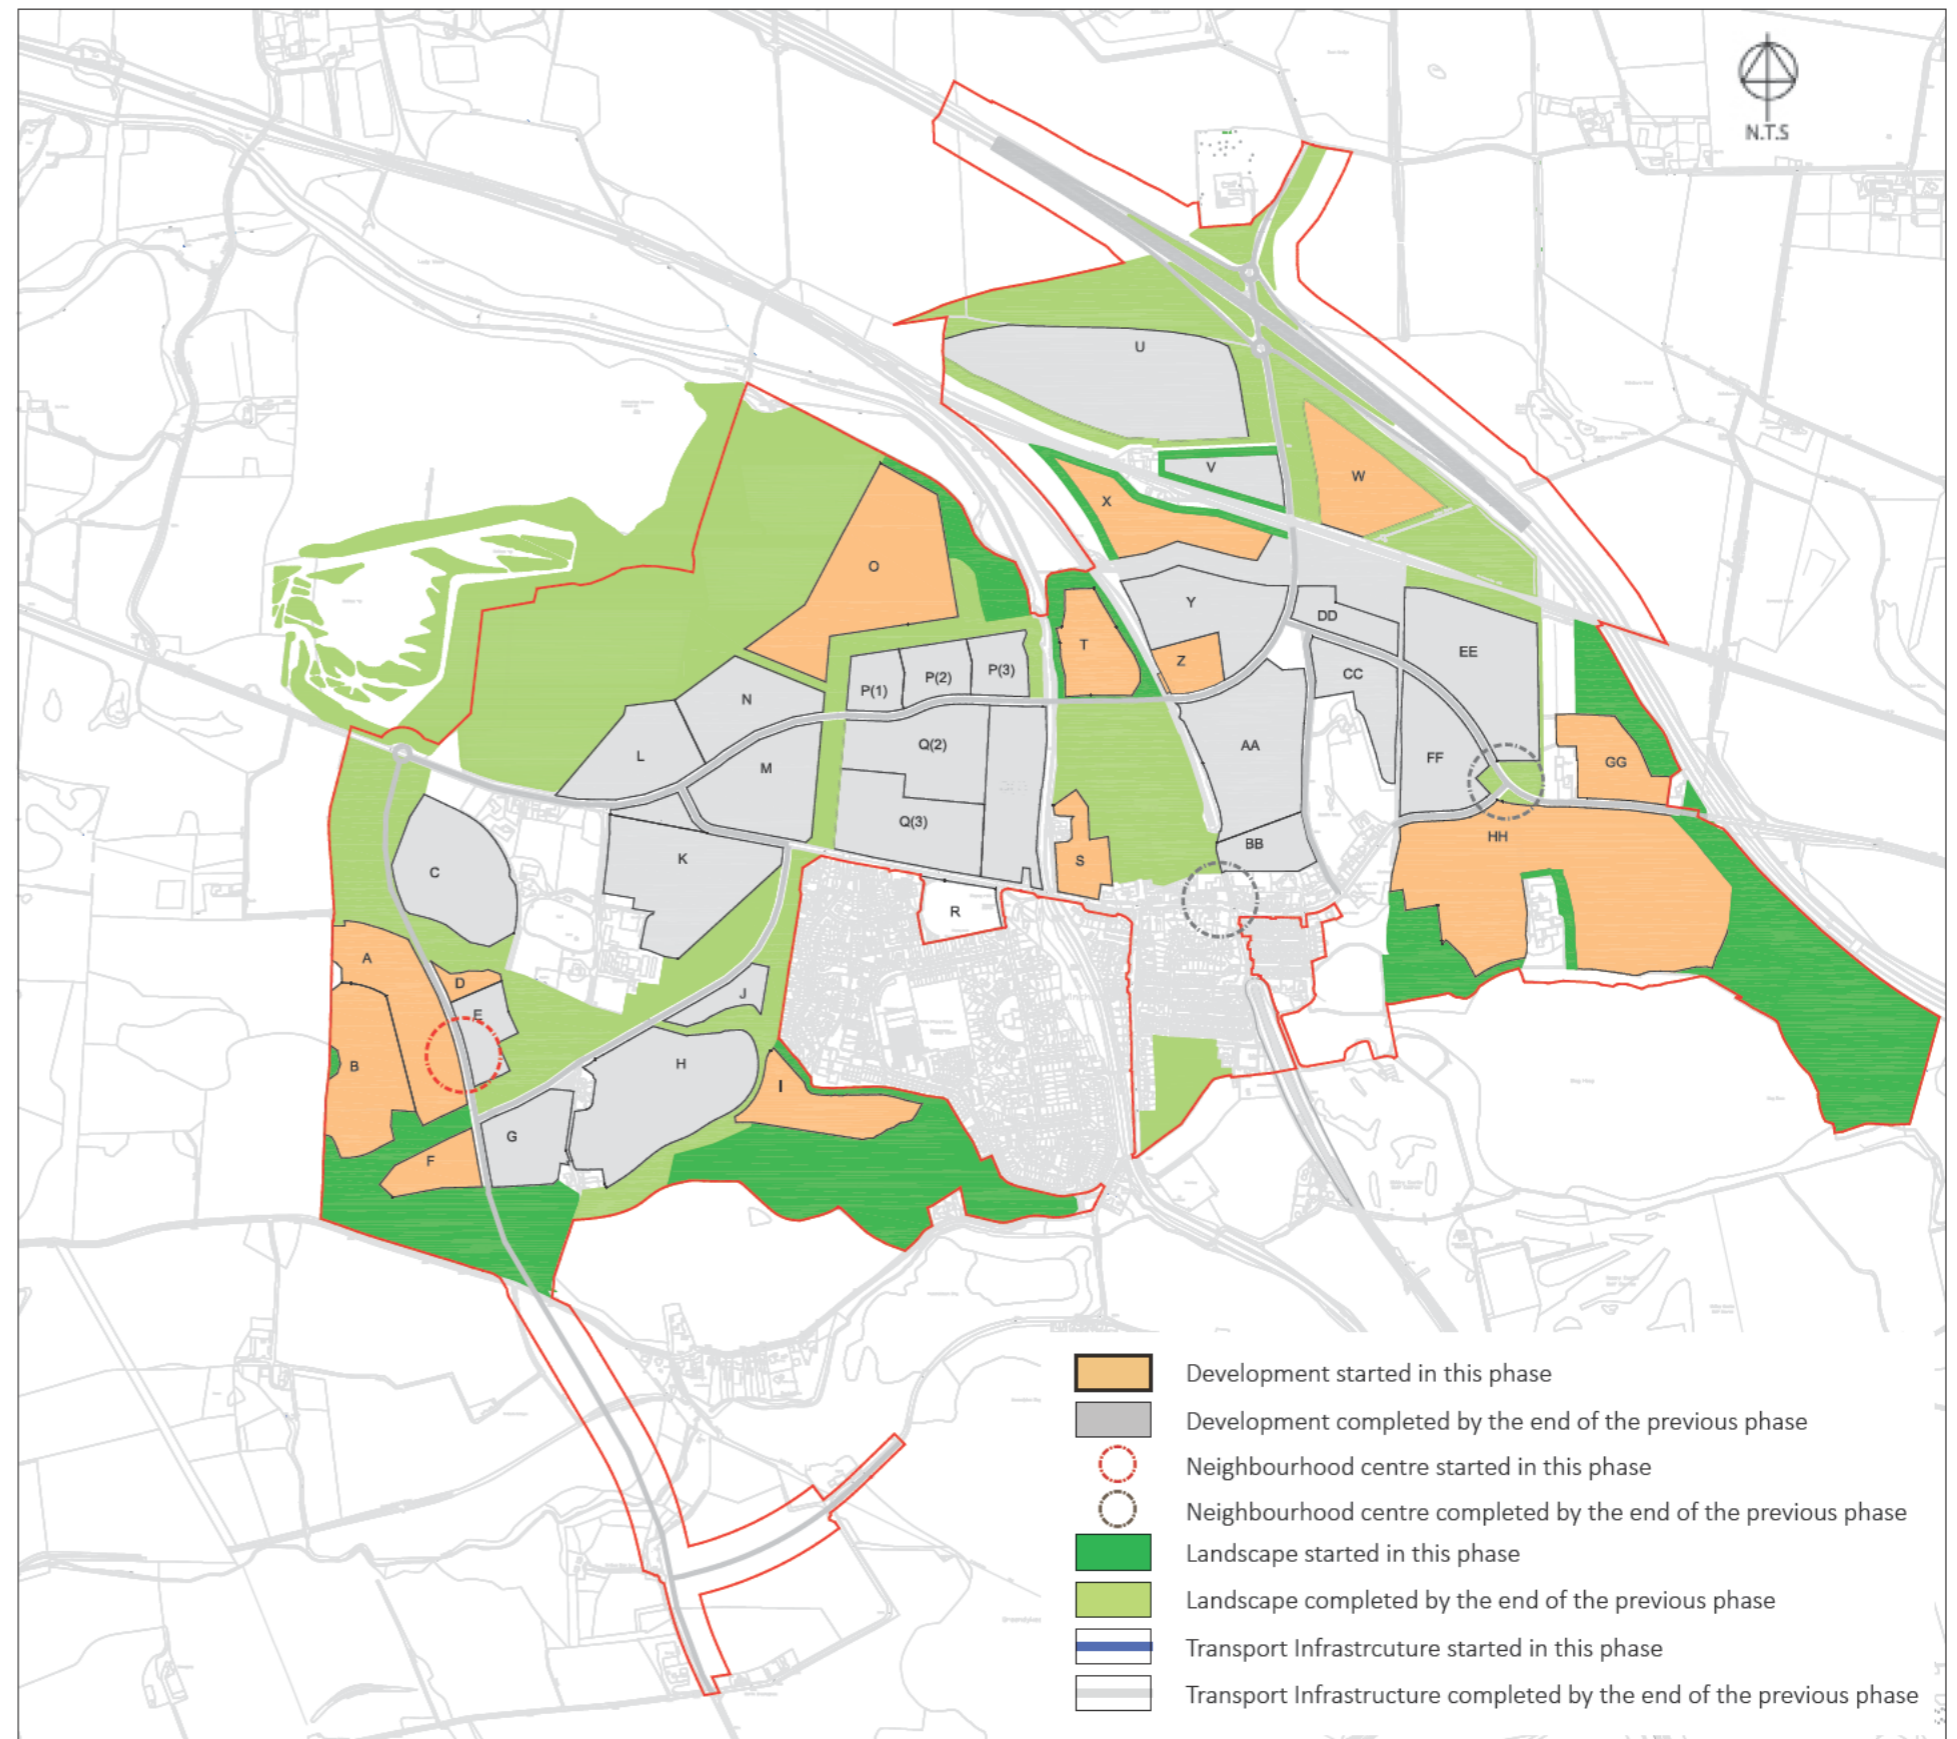 N.T.S
U
V
W
X
O
Y
DD
T
Z
EE
P(1)
P(2)
P(3)
CC
N
L
M
Q(2)
AA
FF
GG
Q(3)
HH
K
BB
S
C
R
A
D
J
E
B
H
I
G
F
Development started in this phase
Development completed by the end of the previous phase
Neighbourhood centre started in this phase
Neighbourhood centre completed by the end of the previous phase
Landscape started in this phase
Landscape completed by the end of the previous phase
Transport Infrastrcuture started in this phase
Transport Infrastructure completed by the end of the previous phase